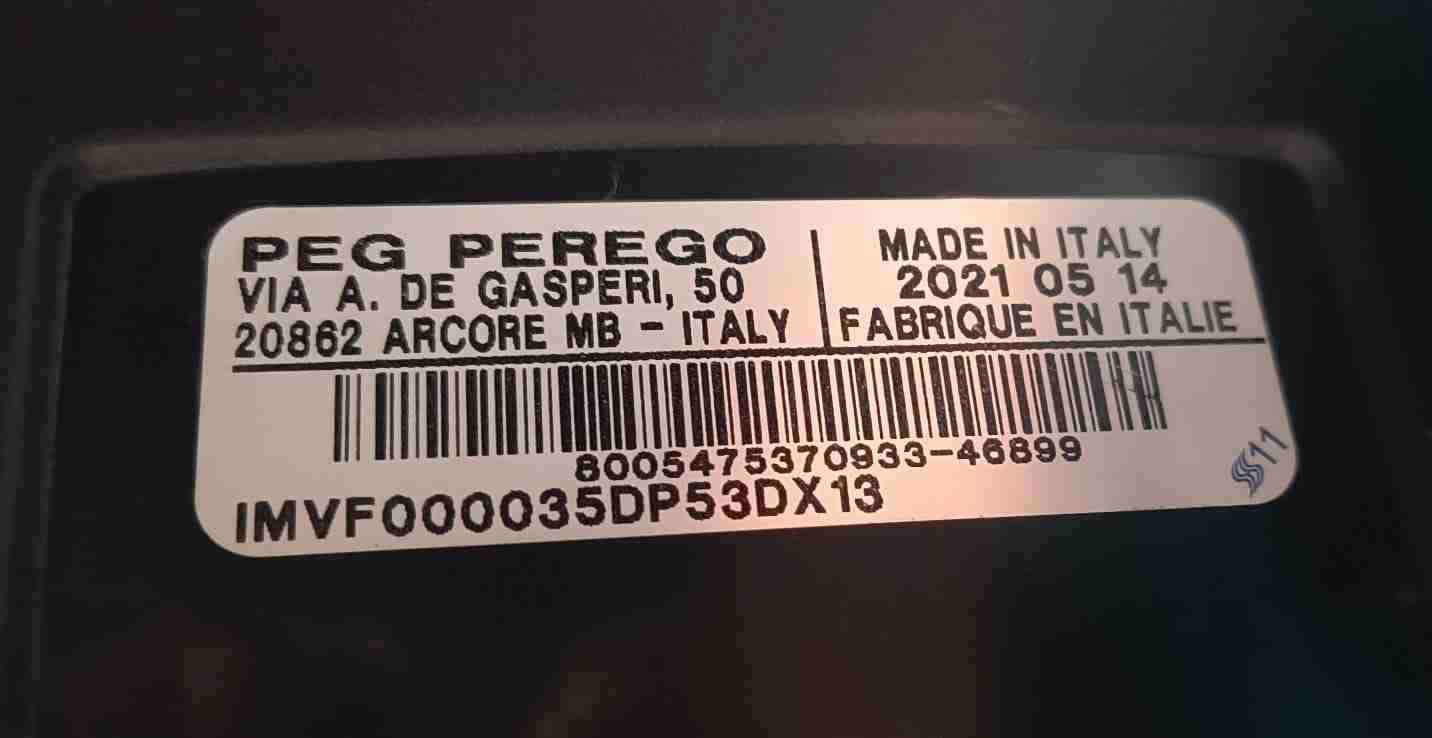 PEG PEREGO
VIA A. DE GASPERI, 50
20862 ARCORE MB - ITALY
MADE IN ITALY
2021 05 14
FABRIQUE EN ITALIE
8005475370933-46899
IMVF000035DP53DX13
11